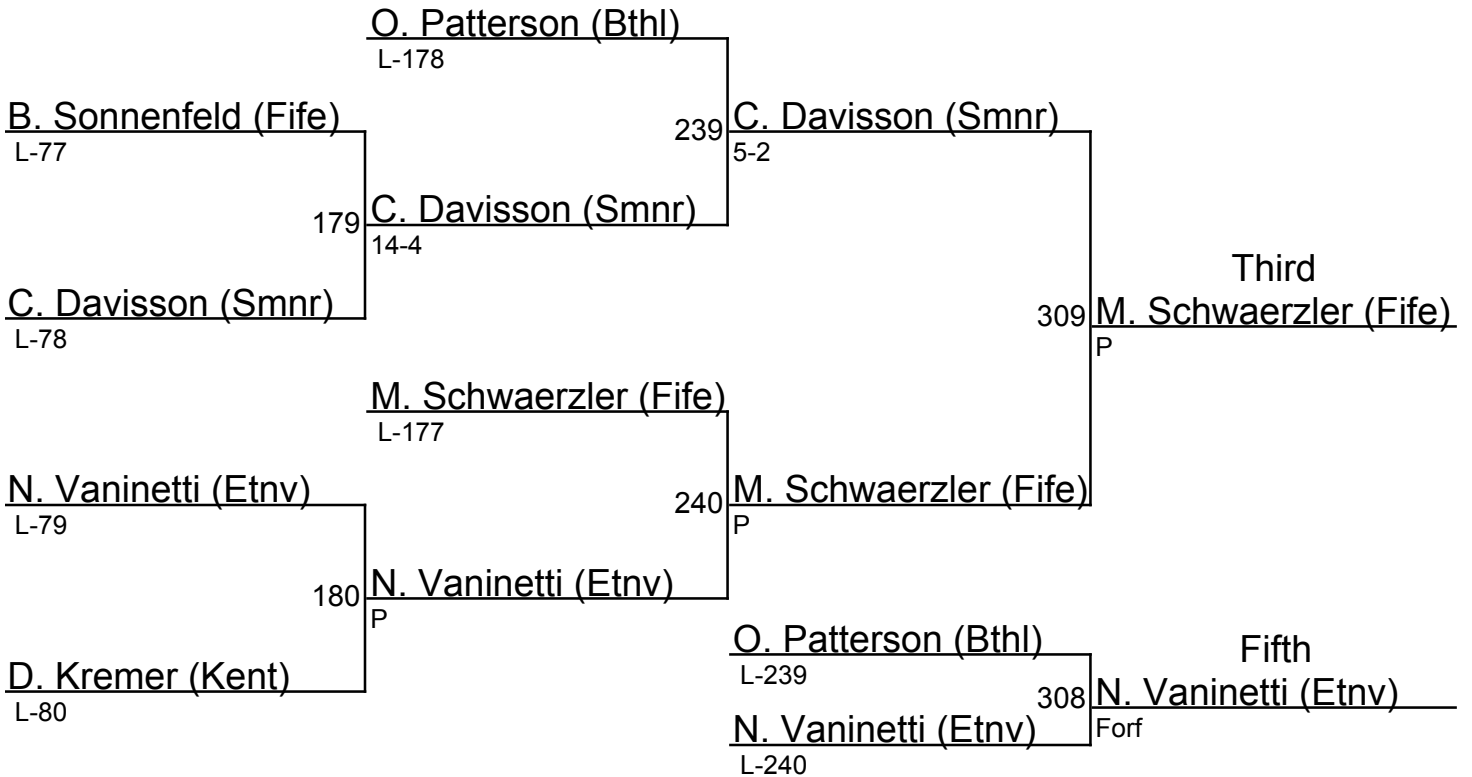 O. Patterson (Bthl)
L-178
B. Sonnenfeld (Fife)
L-77
239 C. Davisson (Smnr)
5-2
179 C. Davisson (Smnr)
14-4
C. Davisson (Smnr)
L-78
Third
309 M. Schwaerzler (Fife)
P
M. Schwaerzler (Fife)
L-177
N. Vaninetti (Etnv)
L-79
240 M. Schwaerzler (Fife)
P
180 N. Vaninetti (Etnv)
P
D. Kremer (Kent)
L-80
O. Patterson (Bthl)
L-239
Fifth
308 N. Vaninetti (Etnv)
Forf
N. Vaninetti (Etnv)
L-240